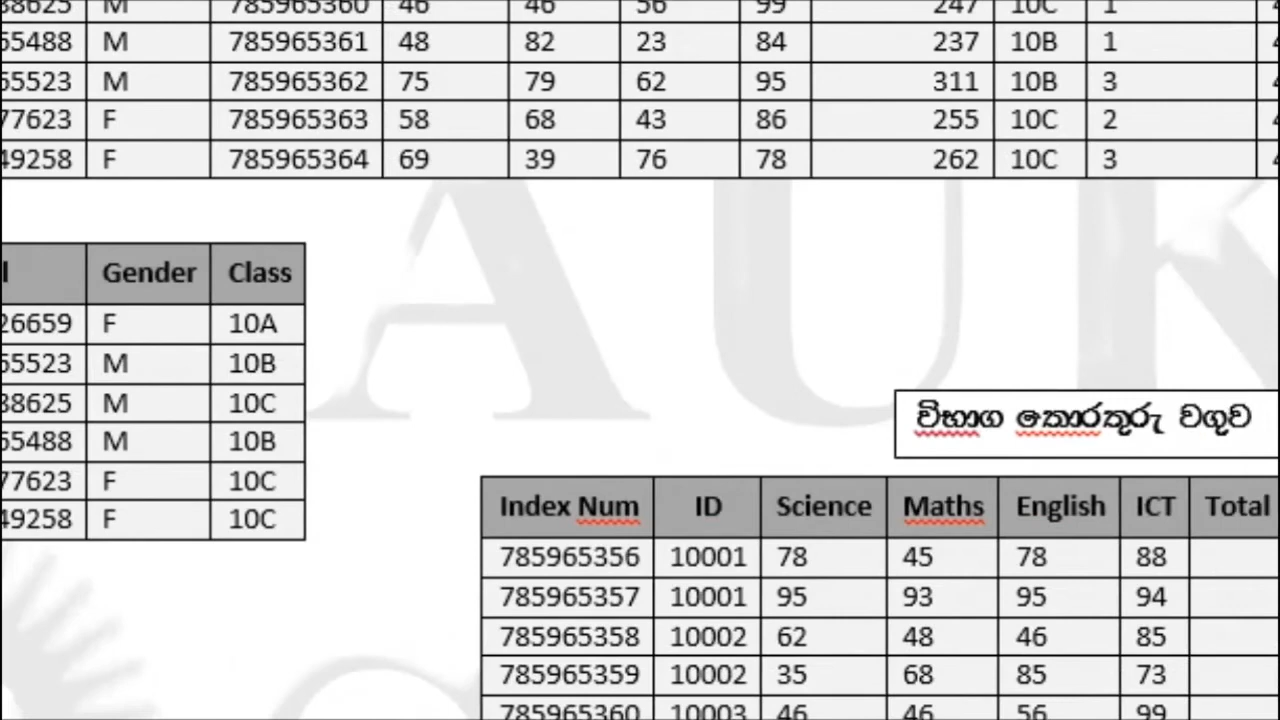 38625 M 785965360 46 46 56 99 247 10C 1
65488 M 785965361 48 82 23 84 237 10B 1
65523 M 785965362 75 79 62 95 311 10B 3
77623 F 785965363 58 68 43 86 255 10C 2
49258 F 785965364 69 39 76 78 262 10C 3
AUK
Gender Class
26659 F 10A
65523 M 10B
38625 M 10C
65488 M 10B
77623 F 10C
49258 F 10C
විභාග තොරතුරු වගුව
Index Num ID Science Maths English ICT Total
785965356 10001 78 45 78 88
785965357 10001 95 93 95 94
785965358 10002 62 48 46 85
785965359 10002 35 68 85 73
785965360 10003 46 46 56 99